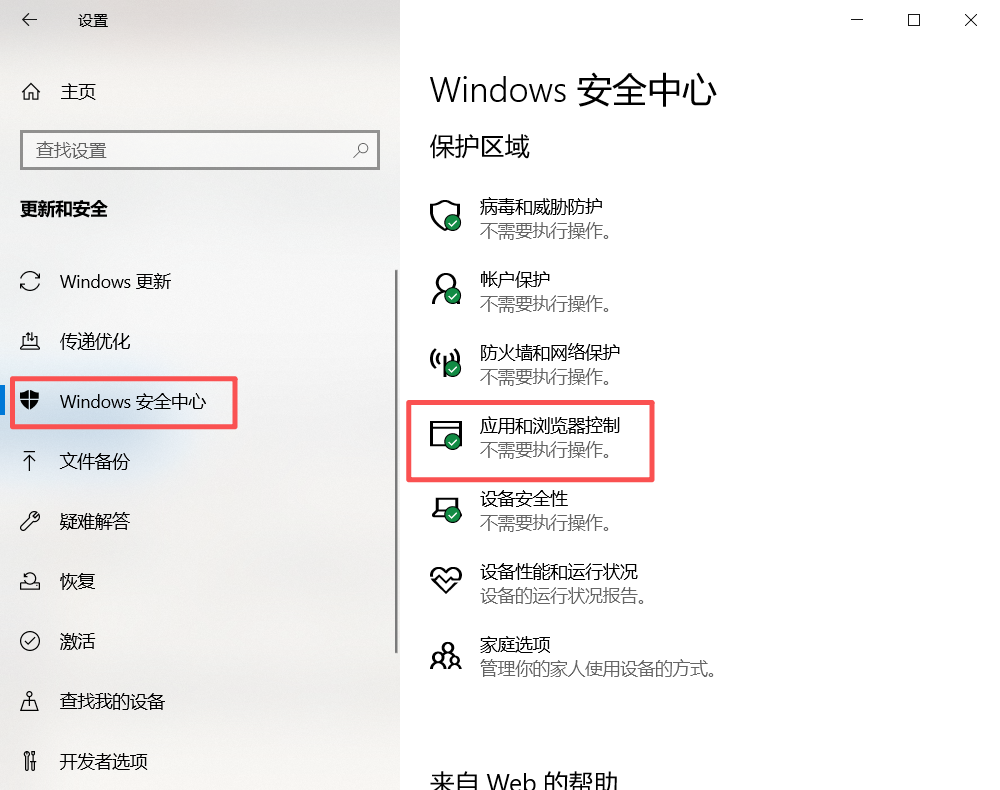 设置
主页
查找设置
更新和安全
Windows 更新
传递优化
Windows 安全中心
文件备份
疑难解答
恢复
激活
查找我的设备
开发者选项
Windows 安全中心
保护区域
病毒和威胁防护
不需要执行操作。
帐户保护
不需要执行操作。
防火墙和网络保护
不需要执行操作。
应用和浏览器控制
不需要执行操作。
设备安全性
不需要执行操作。
设备性能和运行状况
设备的运行状况报告。
家庭选项
管理你的家人使用设备的方式。
来自 Web 的帮助